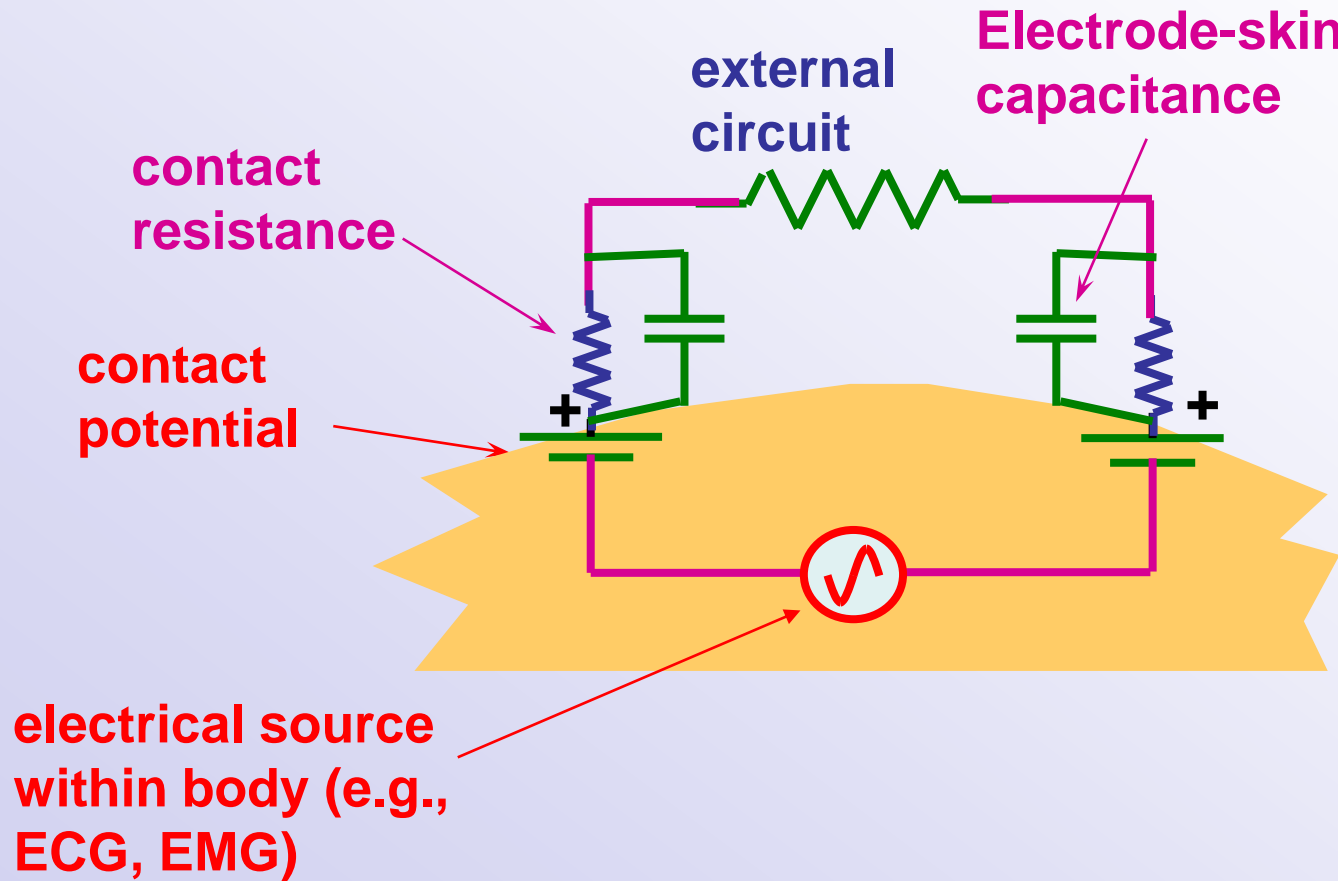 Electrode-skin
capacitance
external
circuit
contact
resistance
contact
potential
+
+
electrical source
within body (e.g.,
ECG, EMG)